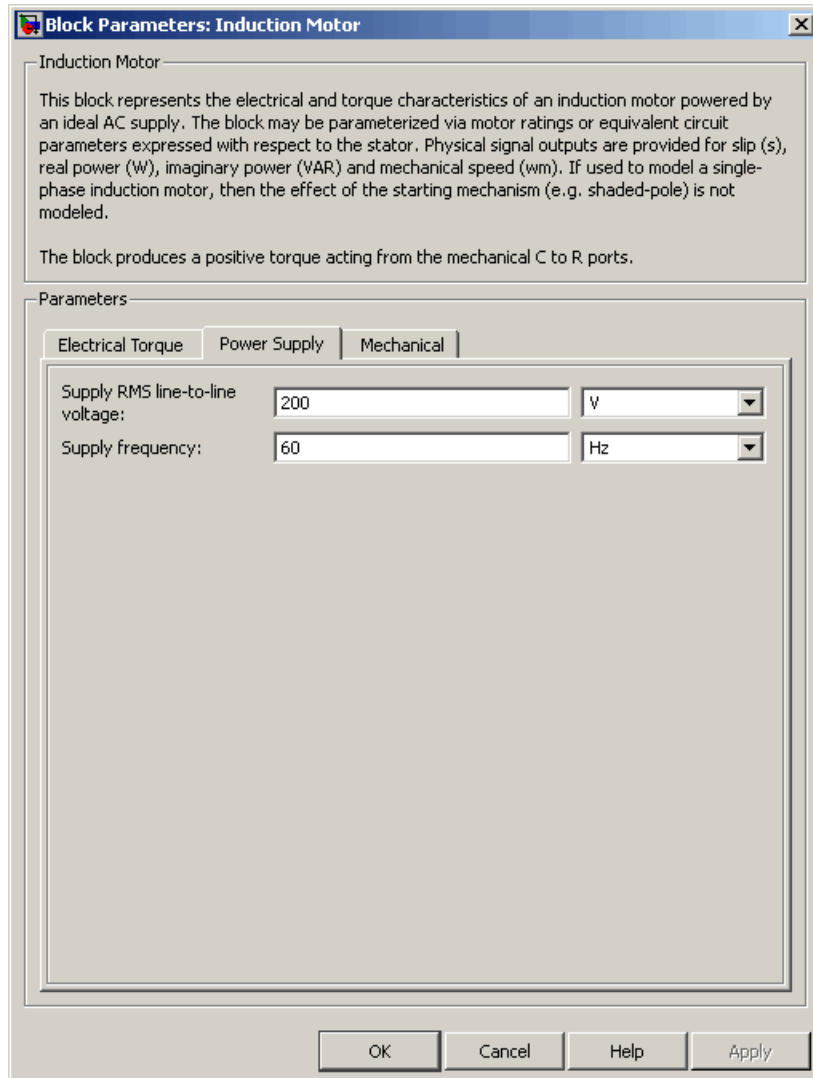 Block Parameters: Induction Motor
Induction Motor
This block represents the electrical and torque characteristics of an induction motor powered by
an ideal AC supply. The block may be parameterized via motor ratings or equivalent circuit
parameters expressed with respect to the stator. Physical signal outputs are provided for slip (s),
real power (W), imaginary power (VAR) and mechanical speed (wm). If used to model a single-
phase induction motor, then the effect of the starting mechanism (e.g. shaded-pole) is not
modeled.
The block produces a positive torque acting from the mechanical C to R ports.
Parameters
Electrical Torque Power Supply Mechanical
Supply RMS line-to-line
voltage: 200 V
Supply frequency: 60 Hz
OK Cancel Help Apply